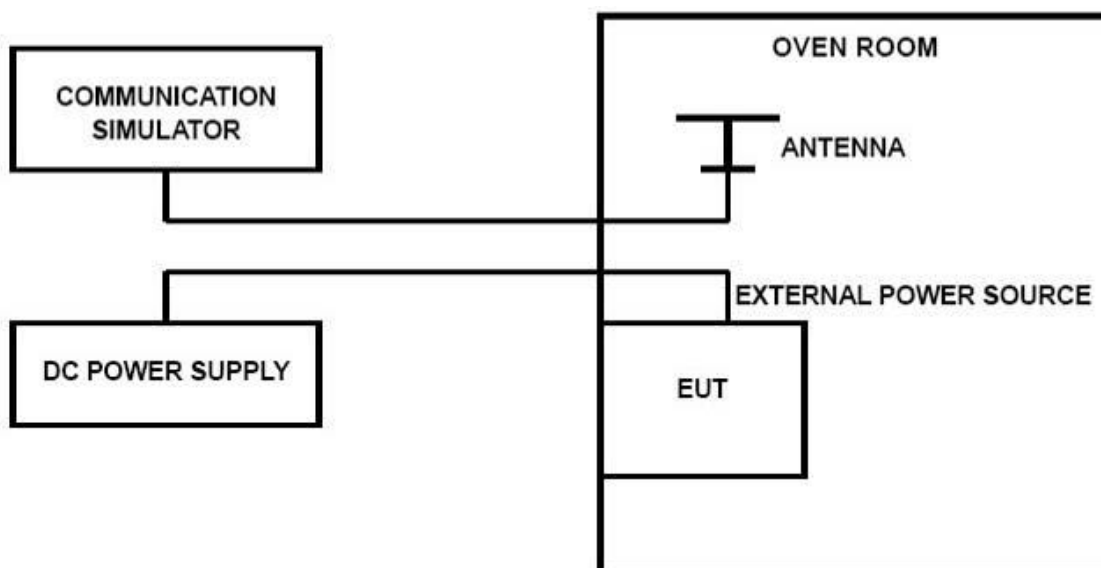 OVEN ROOM
COMMUNICATION
SIMULATOR
ANTENNA
EXTERNAL POWER SOURCE
DC POWER SUPPLY
EUT